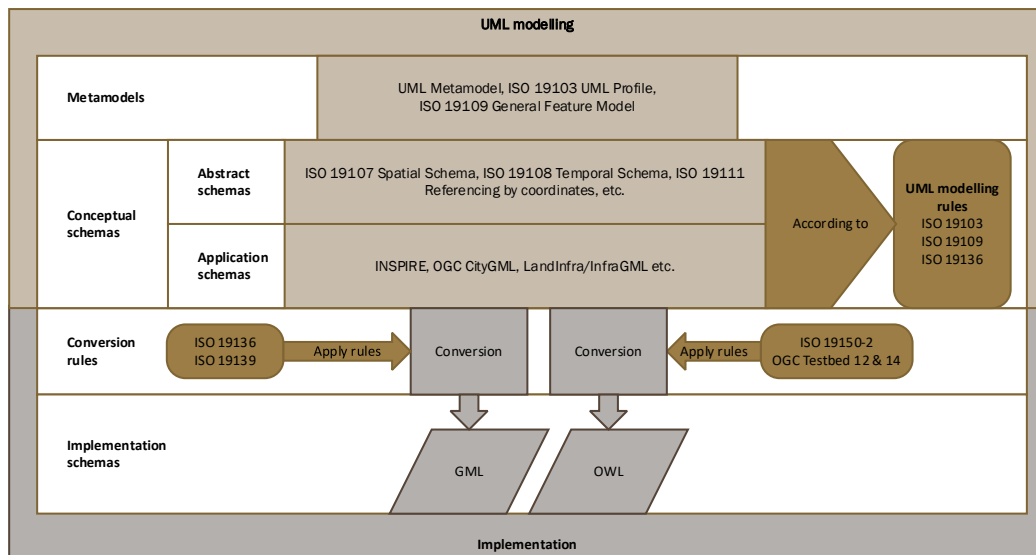 UML modelling
Metamodels
UML Metamodel, ISO 19103 UML Profile,
ISO 19109 General Feature Model
Conceptual
schemas
Abstract
schemas
ISO 19107 Spatial Schema, ISO 19108 Temporal Schema, ISO 19111
Referencing by coordinates, etc.
Application
schemas
INSPIRE, OGC CityGML, LandInfra/InfraGML etc.
According to
UML modelling
rules
ISO 19103
ISO 19109
ISO 19136
Conversion
rules
ISO 19136
ISO 19139
Apply rules
Conversion
Conversion
Apply rules
ISO 19150-2
OGC Testbed 12 & 14
Implementation
schemas
GML
OWL
Implementation